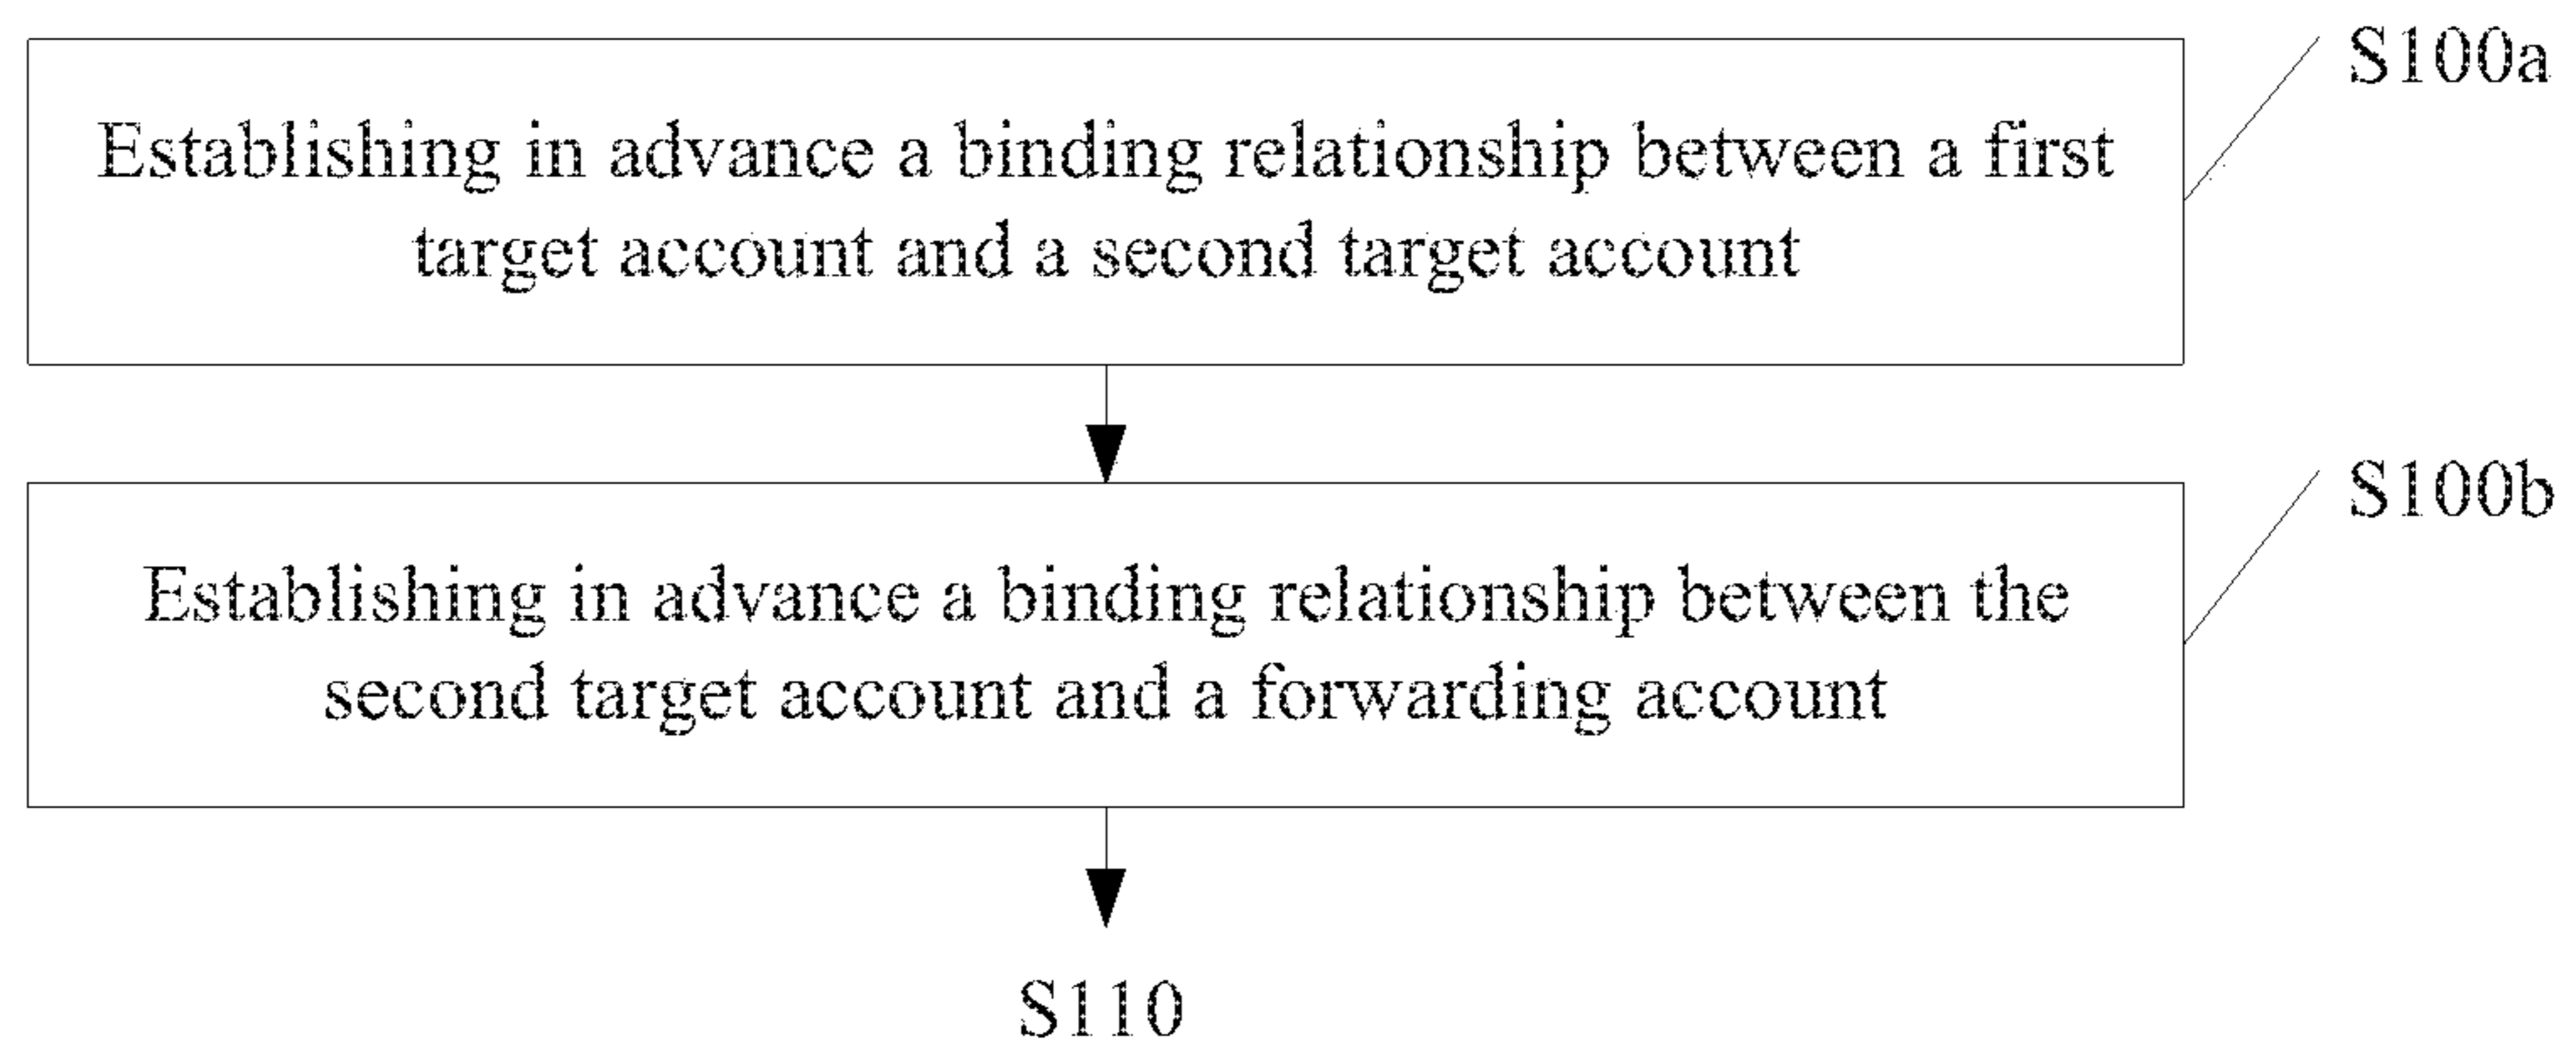 S100a
Establishing in advance a binding relationship between a first
target account and a second target account
S100b
Establishing in advance a binding relationship between the
second target account and a forwarding account
S110